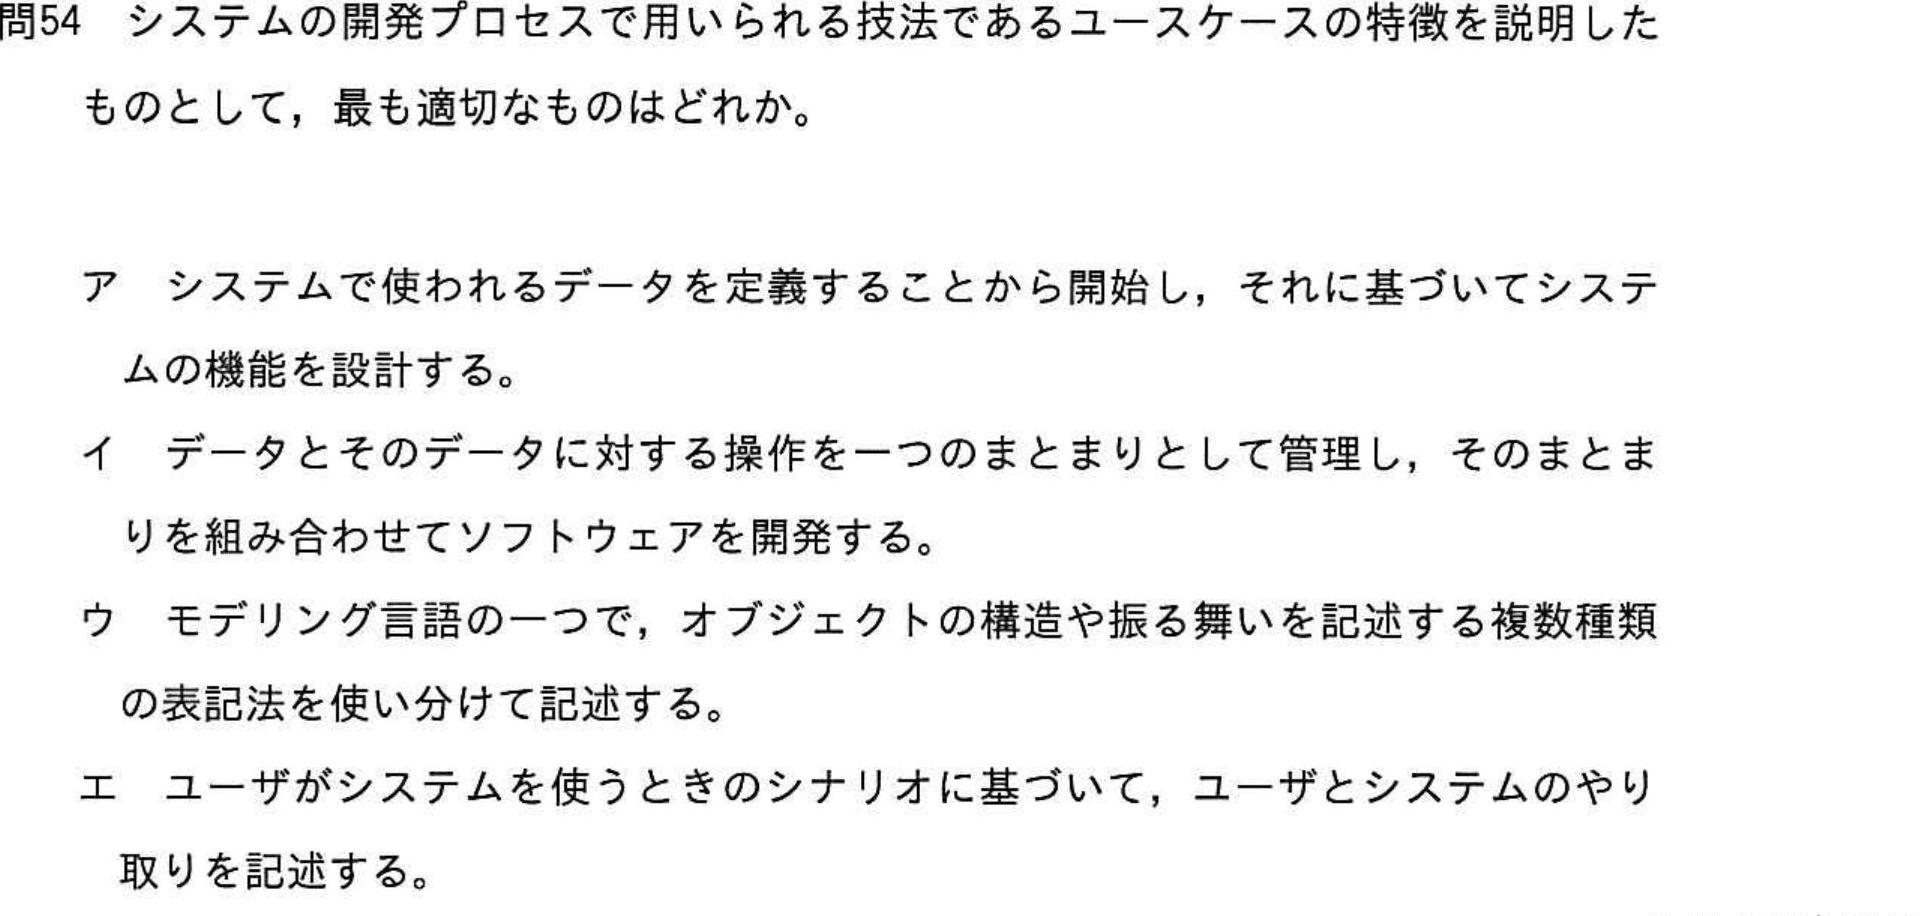 問54 システムの開発プロセスで用いられる技法であるユースケースの特徴を説明した
ものとして，最も適切なものはどれか。
ア システムで使われるデータを定義することから開始し，それに基づいてシステ
ムの機能を設計する。
イ データとそのデータに対する操作を一つのまとまりとして管理し，そのまとま
りを組み合わせてソフトウェアを開発する。
ウ モデリング言語の一つで，オブジェクトの構造や振る舞いを記述する複数種類
の表記法を使い分けて記述する。
エ ユーザがシステムを使うときのシナリオに基づいて，ユーザとシステムのやり
取りを記述する。